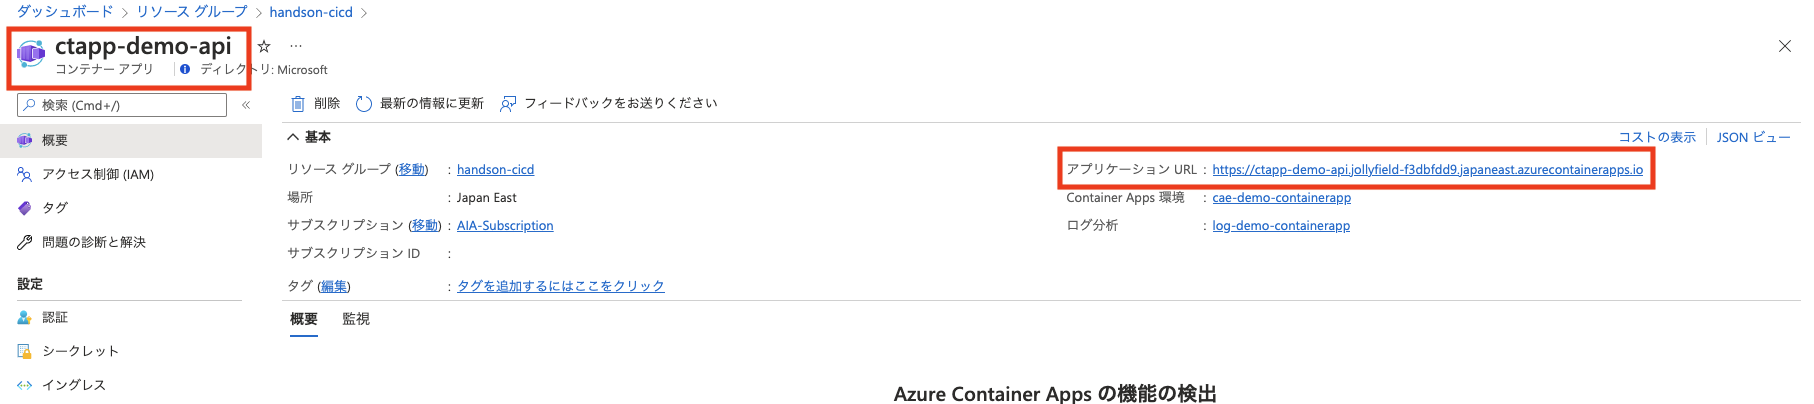 ダッシュボード > リソース グループ > handson-cicd >
ctapp-demo-api ☆ …
コンテナー アプリ | ディレクトリ: Microsoft
検索 (Cmd+/) «
削除 最新の情報に更新 フィードバックをお送りください
概要
アクセス制御 (IAM)
タグ
問題の診断と解決
設定
認証
シークレット
イングレス
基本
コストの表示 JSON ビュー
リソース グループ (移動) : handson-cicd
場所 : Japan East
サブスクリプション (移動) : AIA-Subscription
サブスクリプション ID :
タグ (編集) : タグを追加するにはここをクリック
アプリケーション URL : https://ctapp-demo-api.jollyfield-f3dbfdd9.japaneast.azurecontainerapps.io
Container Apps 環境 : cae-demo-containerapp
ログ分析 : log-demo-containerapp
概要 監視
Azure Container Apps の機能の検出